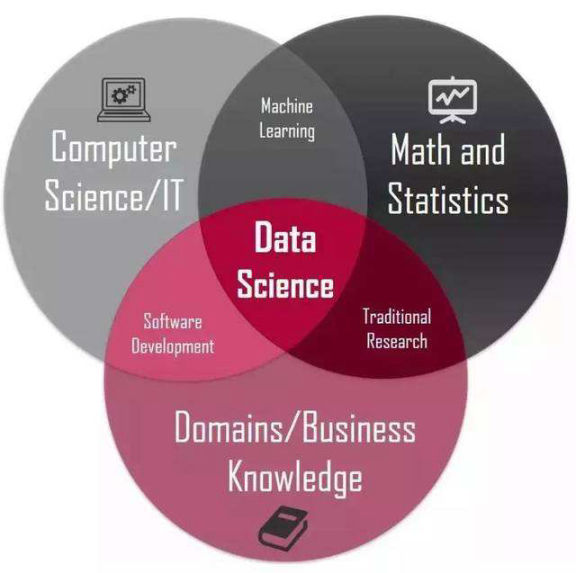 Machine
Learning
Computer
Science/IT
Math and
Statistics
Data
Science
Software
Development
Traditional
Research
Domains/Business
Knowledge